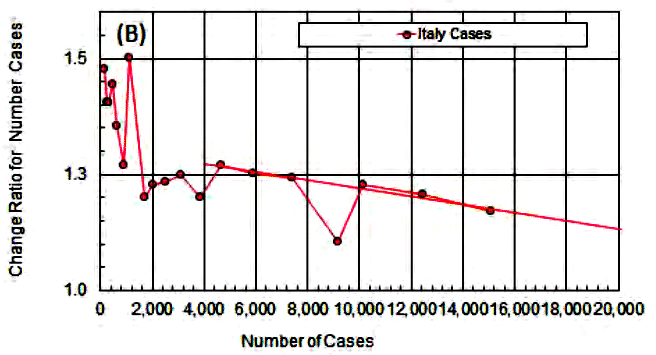 (B)
Italy Cases
Change Ratio for Number Cases
1.5
1.3
1.0
0 2,000 4,000 6,000 8,000 10,000 12,000 14,000 16,000 18,000 20,000
Number of Cases